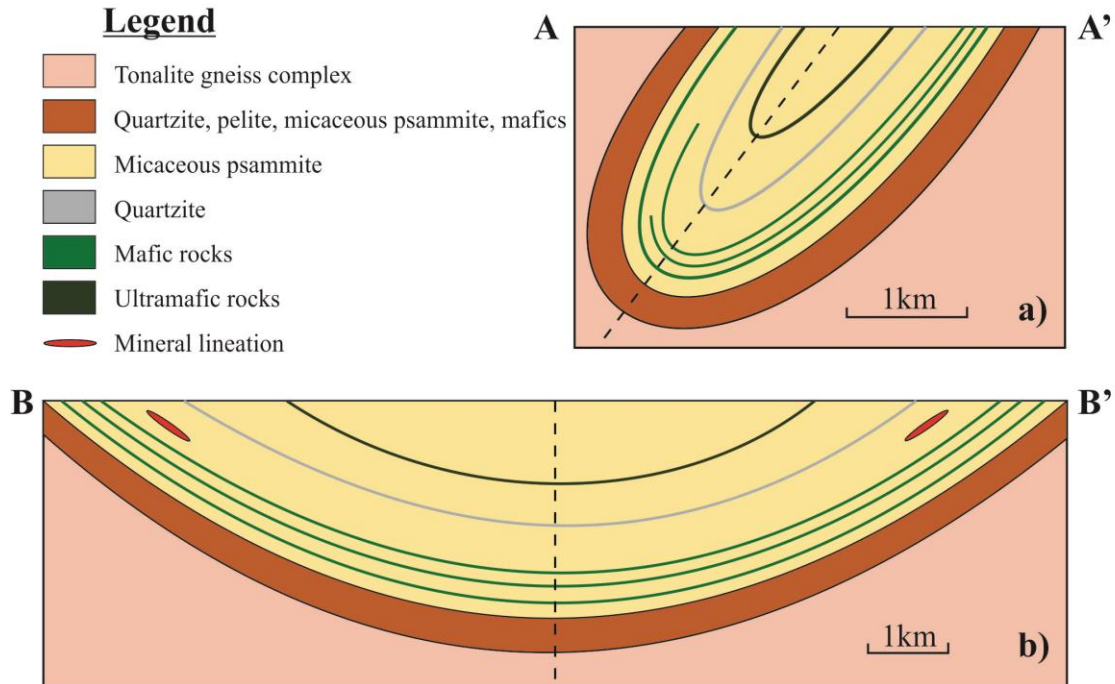 Legend
Tonalite gneiss complex
Quartzite, pelite, micaceous psammite, mafics
Micaceous psammite
Quartzite
Mafic rocks
Ultramafic rocks
Mineral lineation
A
A’
1km
a)
B
B’
1km
b)